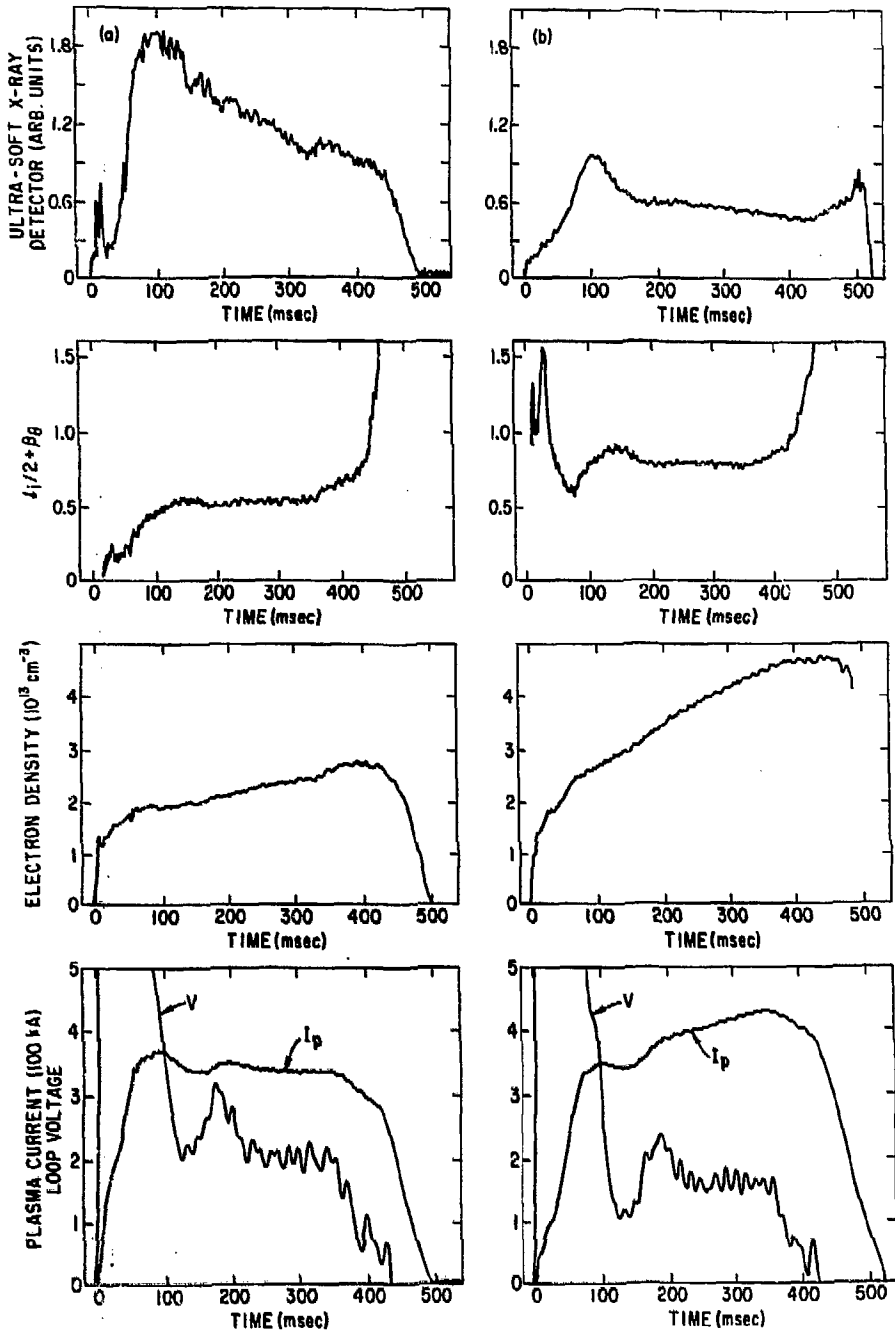 (a)
ULTRA-SOFT X-RAY
DETECTOR (ARB. UNITS)
1.8
1.2
0.6
0
0 100 200 300 400 500
TIME (msec)
(b)
1.8
1.2
0.6
0
0 100 200 300 400 500
TIME (msec)
ℓi/2+βθ
1.5
1.0
0.5
0
0 100 200 300 400 500
TIME (msec)
1.5
1.0
0.5
0
0 100 200 300 400 500
TIME (msec)
ELECTRON DENSITY (10¹³ cm⁻³)
4
3
2
1
0
0 100 200 300 400 500
TIME (msec)
4
3
2
1
0
0 100 200 300 400 500
TIME (msec)
PLASMA CURRENT (100 kA)
LOOP VOLTAGE
5
4
3
2
1
0
V
Ip
0 100 200 300 400 500
TIME (msec)
5
4
3
2
1
0
V
Ip
0 100 200 300 400 500
TIME (msec)